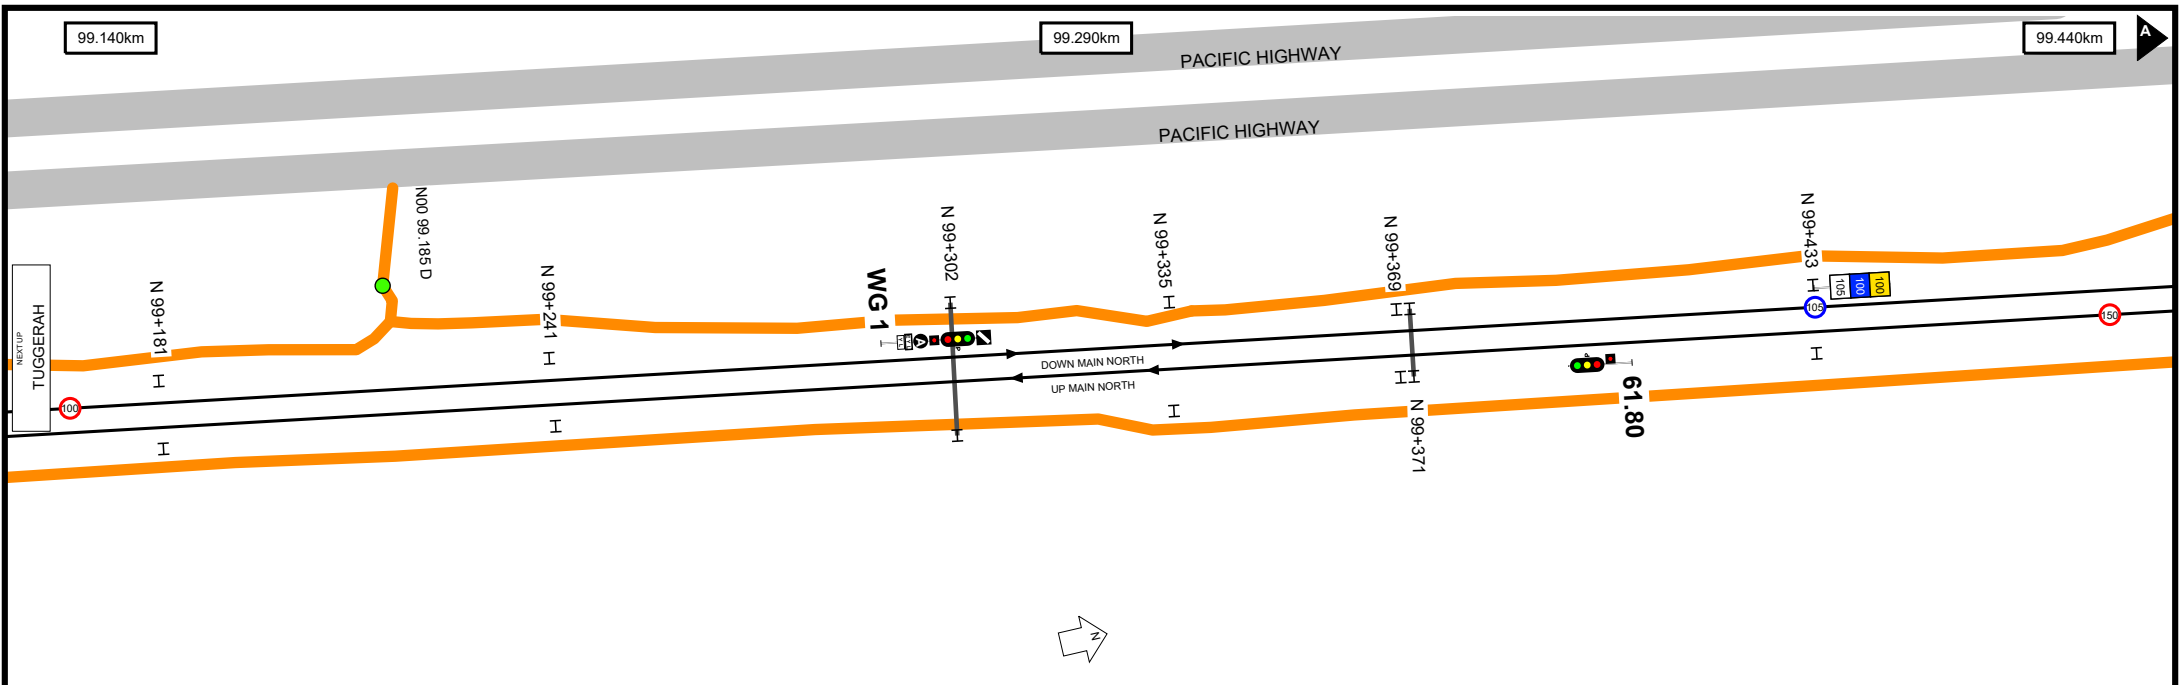 99.140km
99.290km
99.440km
A
PACIFIC HIGHWAY
PACIFIC HIGHWAY
NEXT UP
TUGGERAH
100
N 99+181
N00 99.185 D
N 99+241
WG 1
A
N 99+302
N 99+335
N 99+369
N 99+371
N 99+433
105
100
100
105
150
DOWN MAIN NORTH
UP MAIN NORTH
61.80
N